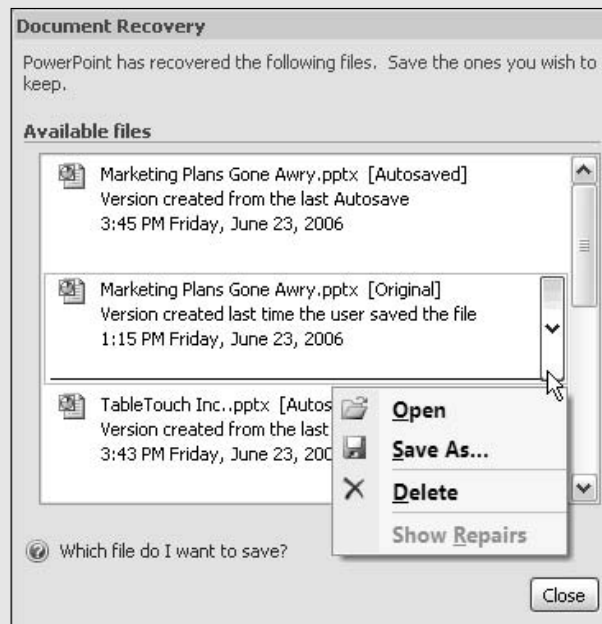 Document Recovery
PowerPoint has recovered the following files. Save the ones you wish to
keep.
Available files
Marketing Plans Gone Awry.pptx [Autosaved]
Version created from the last Autosave
3:45 PM Friday, June 23, 2006
Marketing Plans Gone Awry.pptx [Original]
Version created last time the user saved the file
1:15 PM Friday, June 23, 2006
TableTouch Inc..pptx [Autos
Version created from the last
3:43 PM Friday, June 23, 200
Open
Save As...
Delete
Show Repairs
Which file do I want to save?
Close